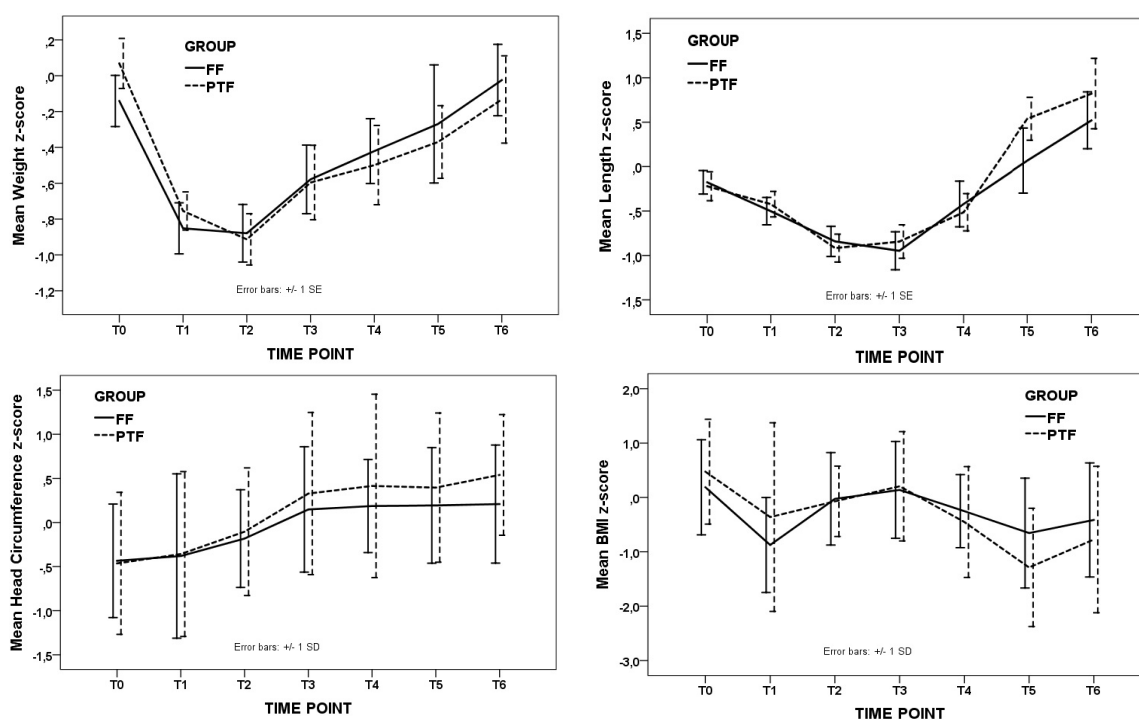 Mean Weight z-score
,2
,0
-,2
-,4
-,6
-,8
-1,0
-1,2
GROUP
FF
PTF
Error bars: +/- 1 SE
T0 T1 T2 T3 T4 T5 T6
TIME POINT
Mean Length z-score
1,5
1,0
,5
,0
-,5
-1,0
-1,5
GROUP
FF
PTF
Error bars: +/- 1 SE
T0 T1 T2 T3 T4 T5 T6
TIME POINT
Mean Head Circumference z-score
1,5
1,0
,5
,0
-,5
-1,0
-1,5
GROUP
FF
PTF
Error bars: +/- 1 SD
T0 T1 T2 T3 T4 T5 T6
TIME POINT
Mean BMI z-score
2,0
1,0
,0
-1,0
-2,0
-3,0
GROUP
FF
PTF
Error bars: +/- 1 SD
T0 T1 T2 T3 T4 T5 T6
TIME POINT